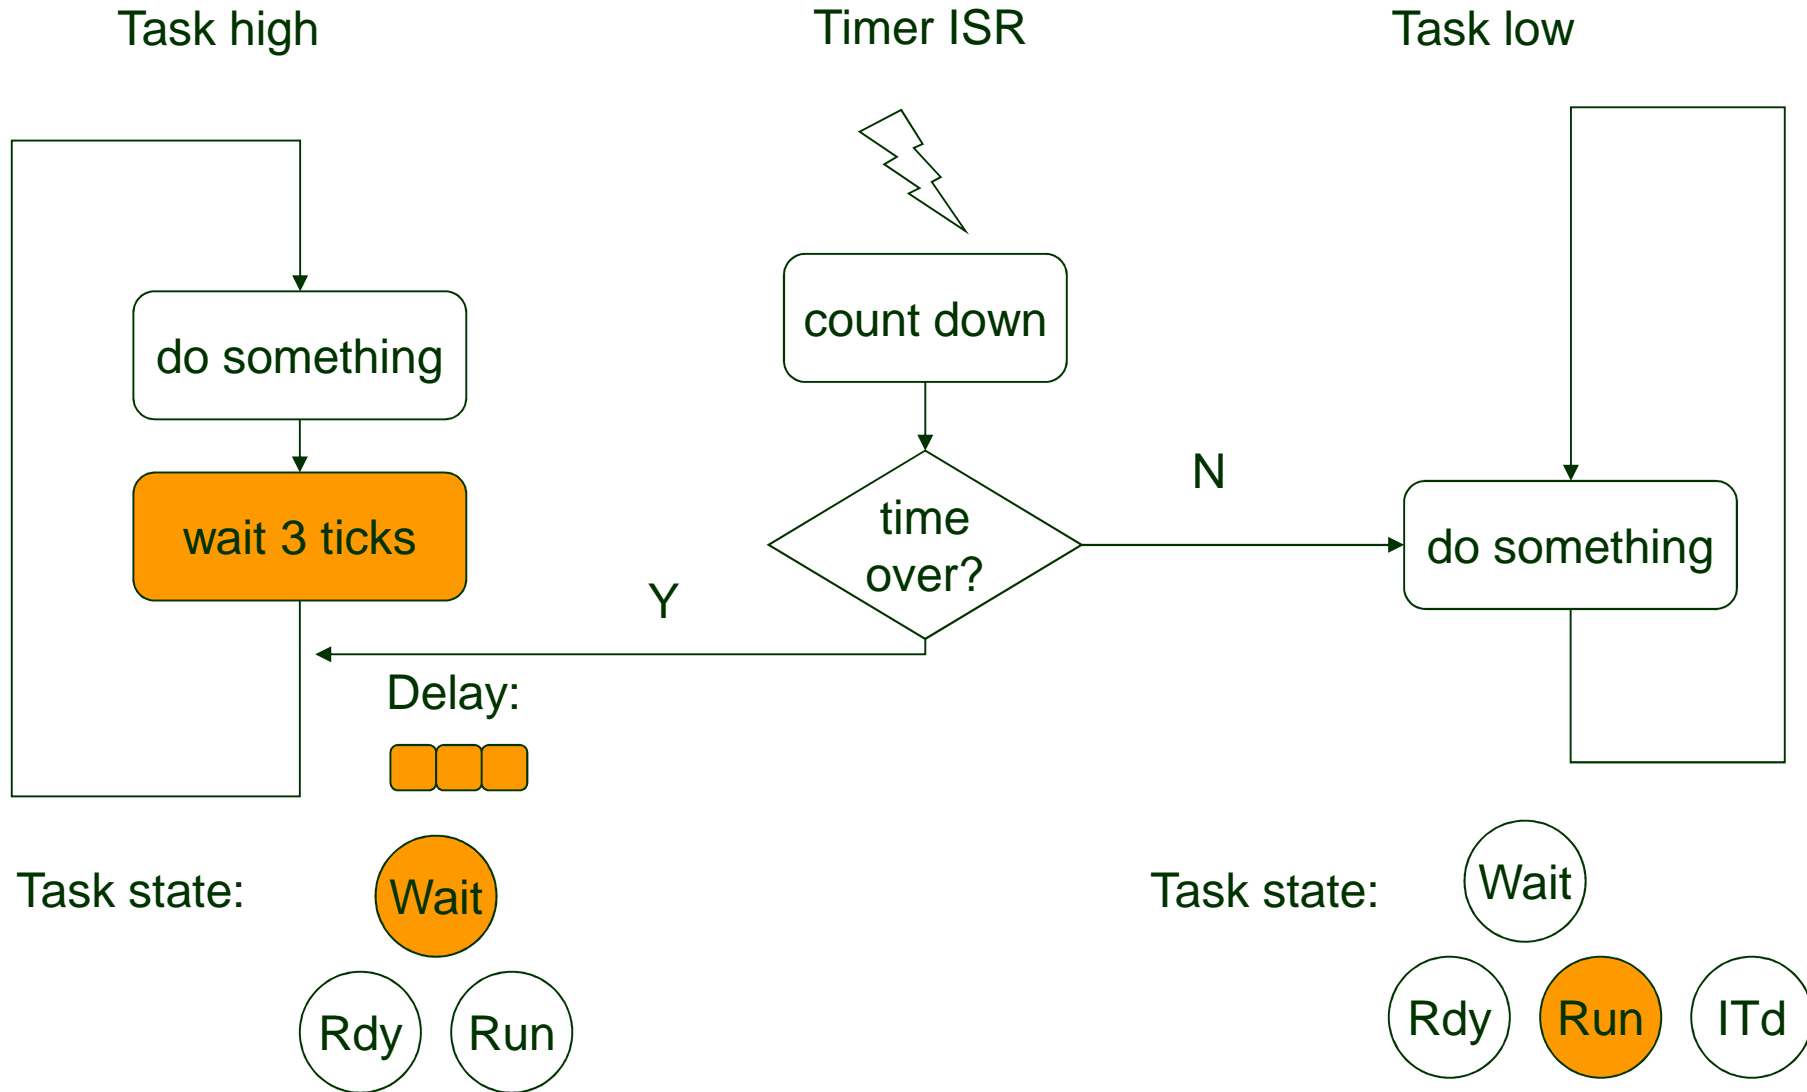 Task high
Timer ISR
Task low
do something
wait 3 ticks
count down
time
over?
N
Y
do something
Delay:
Task state:
Wait
Rdy
Run
Task state:
Wait
Rdy
Run
ITd